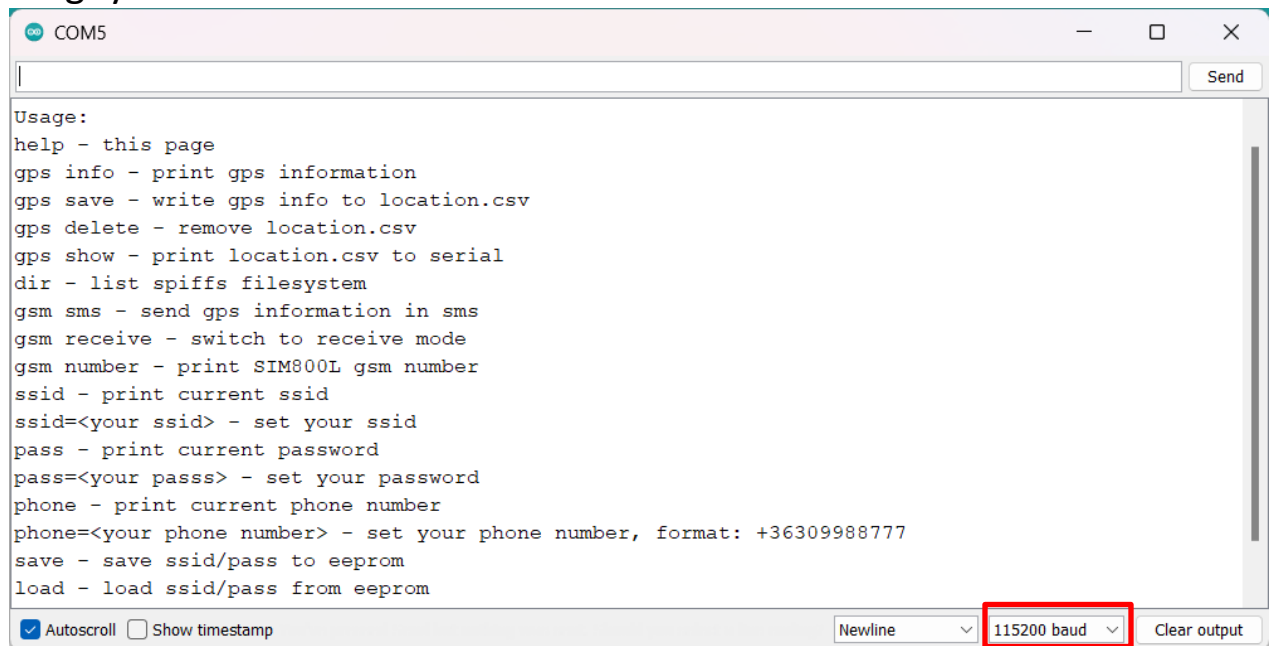 COM5
Send
Usage:
help - this page
gps info - print gps information
gps save - write gps info to location.csv
gps delete - remove location.csv
gps show - print location.csv to serial
dir - list spiffs filesystem
gsm sms - send gps information in sms
gsm receive - switch to receive mode
gsm number - print SIM800L gsm number
ssid - print current ssid
ssid=<your ssid> - set your ssid
pass - print current password
pass=<your passs> - set your password
phone - print current phone number
phone=<your phone number> - set your phone number, format: +36309988777
save - save ssid/pass to eeprom
load - load ssid/pass from eeprom
Autoscroll Show timestamp Newline 115200 baud Clear output